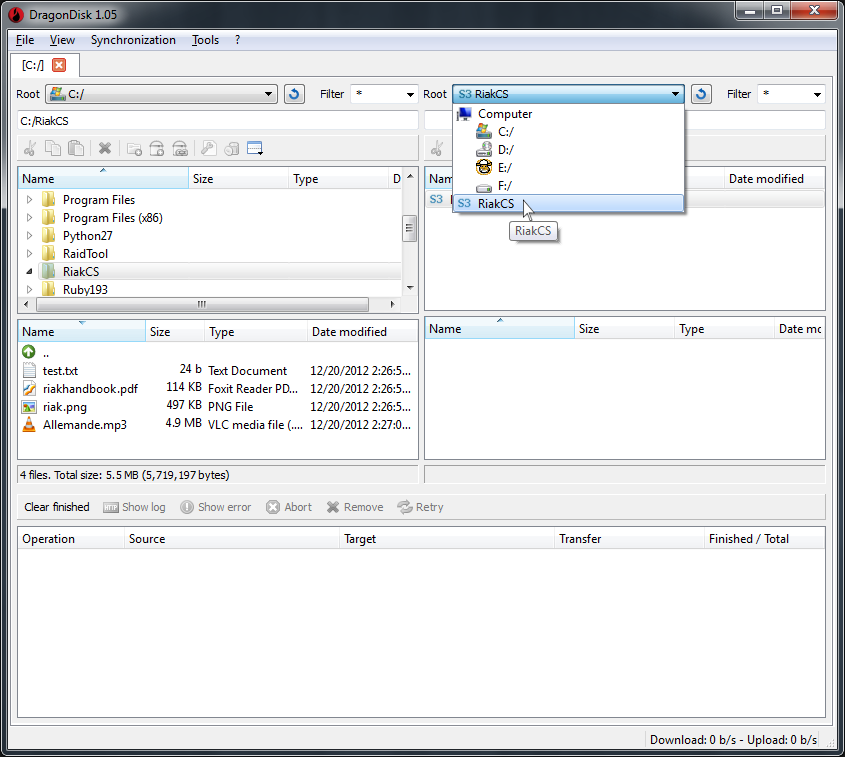 DragonDisk 1.05
File View Synchronization Tools ?
[C:/]
Root C:/ Filter * Root S3 RiakCS Filter *
C:/RiakCS
Computer
C:/
D:/
E:/
F:/
S3 RiakCS
RiakCS
Name Size Type D
Date modified
S3
Program Files
Program Files (x86)
Python27
RaidTool
RiakCS
Ruby193
Name Size Type Date modified
..
test.txt 24 b Text Document 12/20/2012 2:26:5...
riakhandbook.pdf 114 KB Foxit Reader PD... 12/20/2012 2:26:5...
riak.png 497 KB PNG File 12/20/2012 2:26:5...
Allemande.mp3 4.9 MB VLC media file (.... 12/20/2012 2:27:0...
Name Size Type Date mo
4 files. Total size: 5.5 MB (5,719,197 bytes)
Clear finished Show log Show error Abort Remove Retry
Operation Source Target Transfer Finished / Total
Download: 0 b/s - Upload: 0 b/s